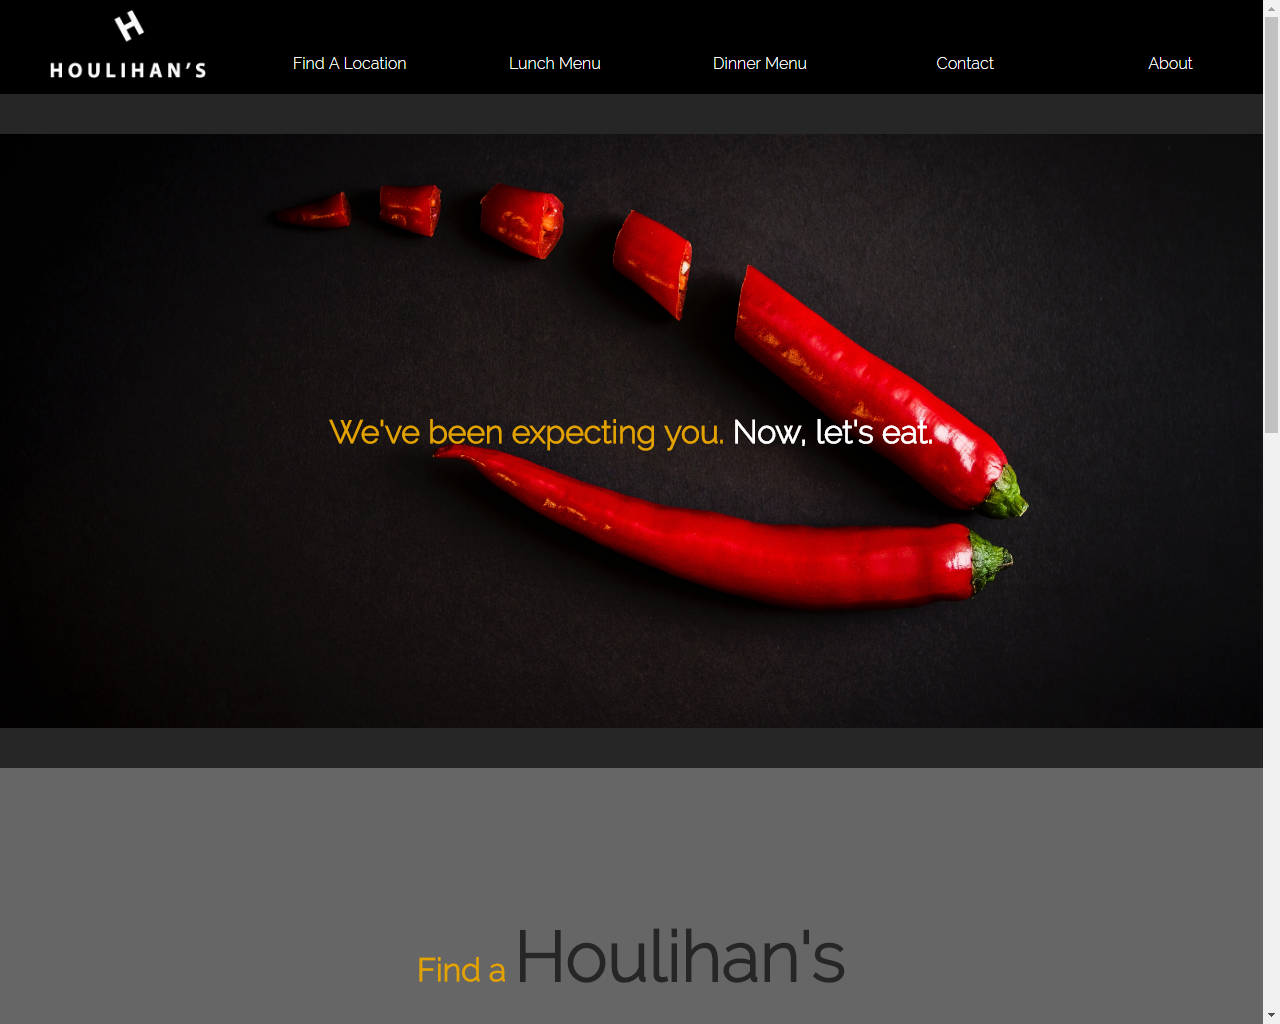 H
HOULIHAN'S
Find A Location
Lunch Menu
Dinner Menu
Contact
About
We've been expecting you. Now, let's eat.
Find a Houlihan's